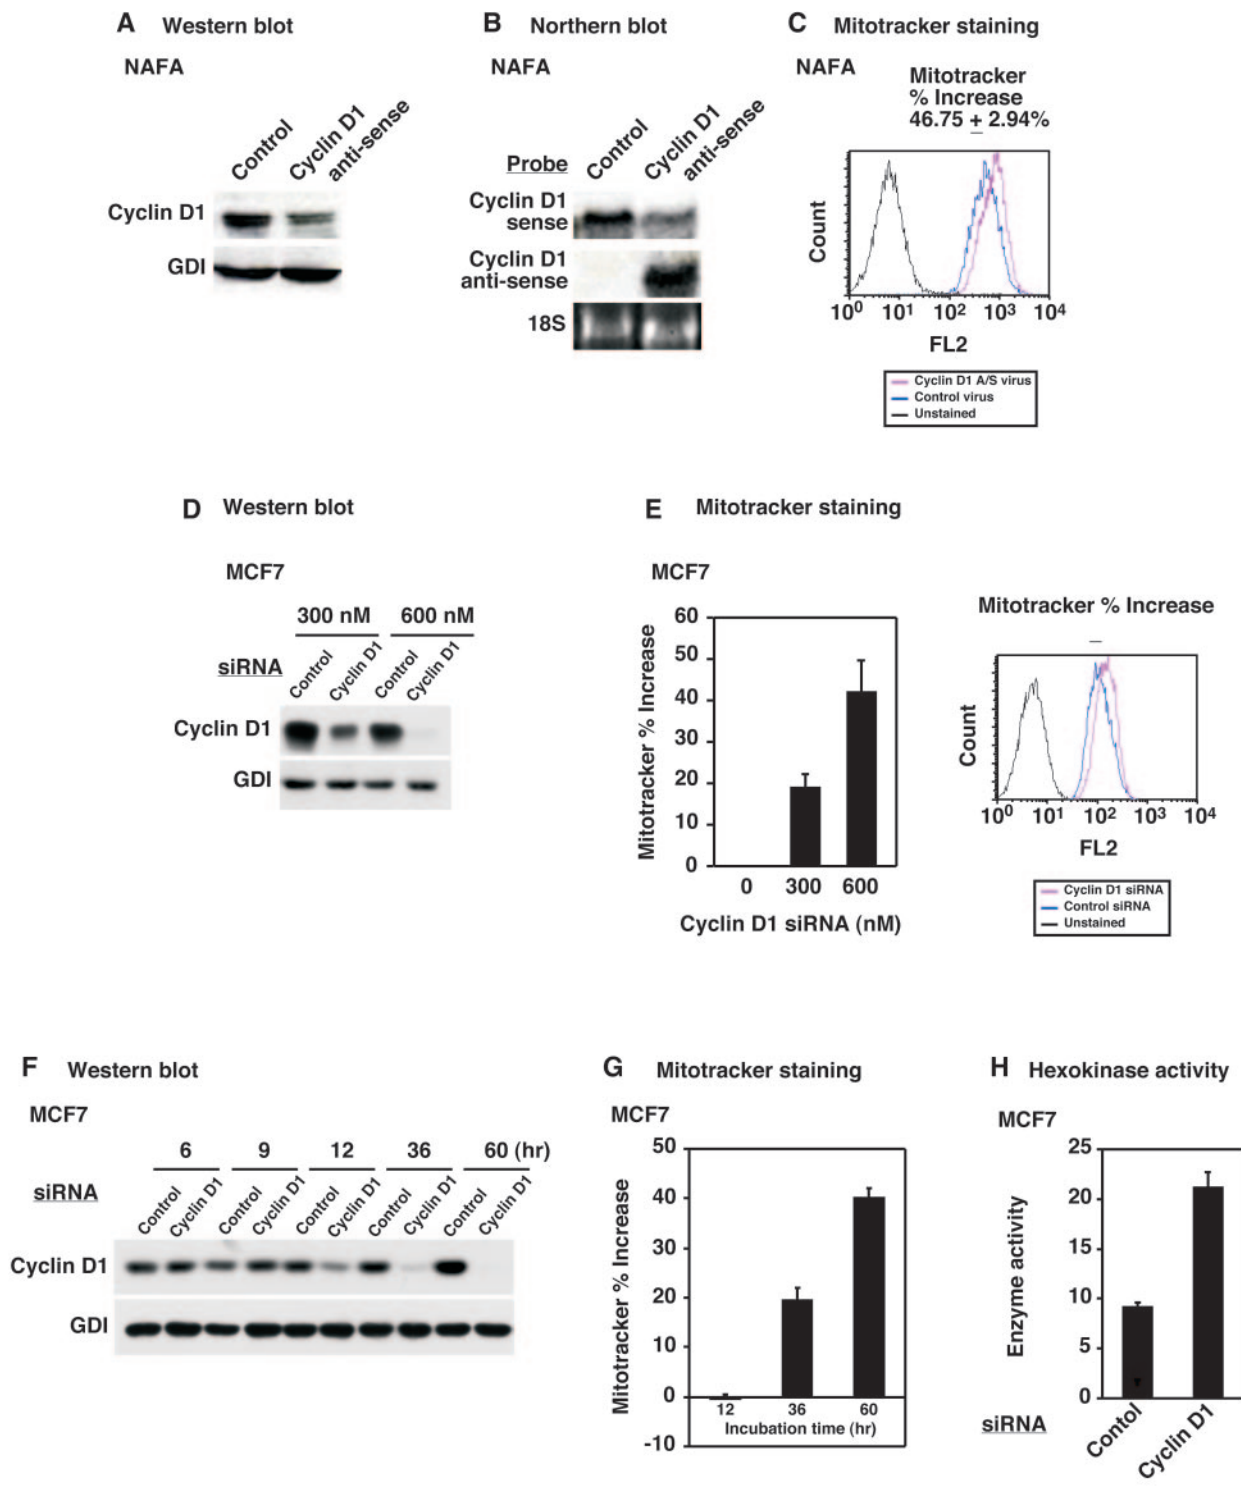 A Western blot
NAFA
Control
Cyclin D1
anti-sense
Cyclin D1
GDI
B Northern blot
NAFA
Probe
Control
Cyclin D1
anti-sense
Cyclin D1
sense
Cyclin D1
anti-sense
18S
C Mitotracker staining
NAFA
Mitotracker
% Increase
46.75 ± 2.94%
Count
10⁰ 10¹ 10² 10³ 10⁴
FL2
Cyclin D1 A/S virus
Control virus
Unstained
D Western blot
MCF7
300 nM 600 nM
siRNA
Control
Cyclin D1
Control
Cyclin D1
Cyclin D1
GDI
E Mitotracker staining
MCF7
Mitotracker % Increase
60
50
40
30
20
10
0
0 300 600
Cyclin D1 siRNA (nM)
Mitotracker % Increase
Count
10⁰ 10¹ 10² 10³ 10⁴
FL2
Cyclin D1 siRNA
Control siRNA
Unstained
F Western blot
MCF7
6 9 12 36 60 (hr)
siRNA
Control
Cyclin D1
Control
Cyclin D1
Control
Cyclin D1
Control
Cyclin D1
Control
Cyclin D1
Cyclin D1
GDI
G Mitotracker staining
MCF7
Mitotracker % Increase
50
40
30
20
10
0
-10
12 36 60
Incubation time (hr)
H Hexokinase activity
MCF7
Enzyme activity
25
20
15
10
5
0
siRNA
Contol
Cyclin D1